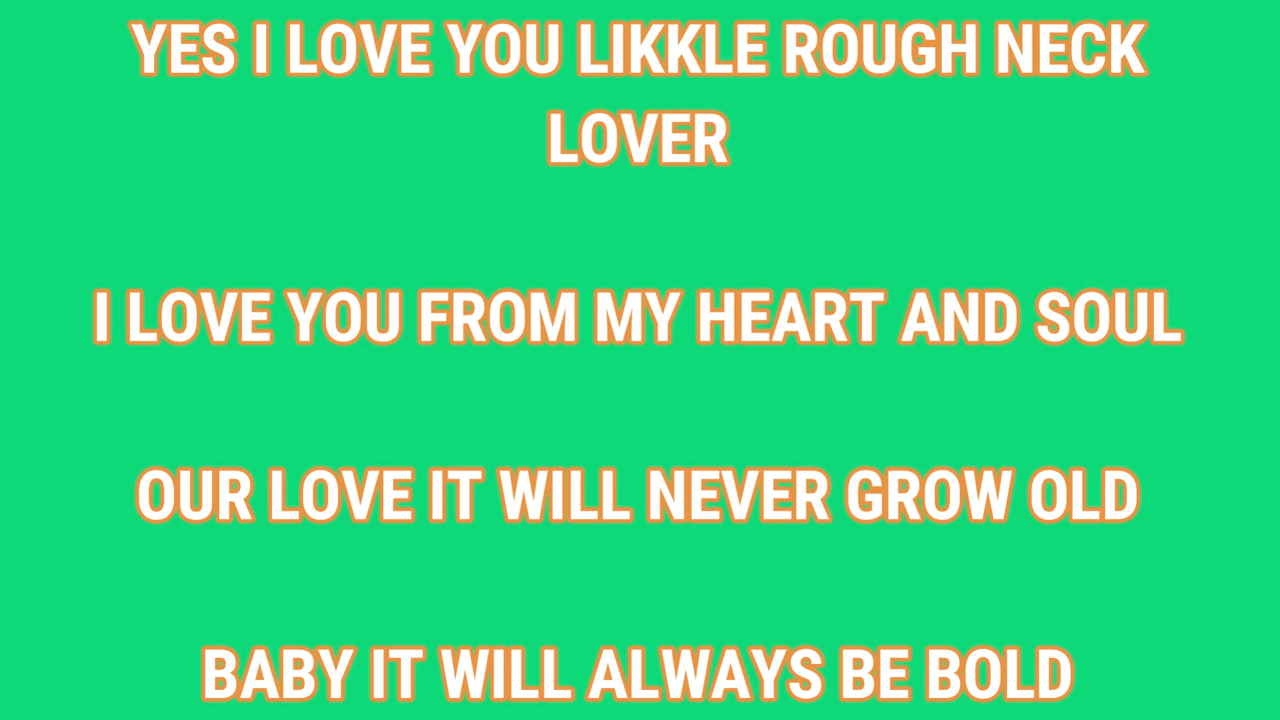 YES I LOVE YOU LIKKLE ROUGH NECK
LOVER
I LOVE YOU FROM MY HEART AND SOUL
OUR LOVE IT WILL NEVER GROW OLD
BABY IT WILL ALWAYS BE BOLD